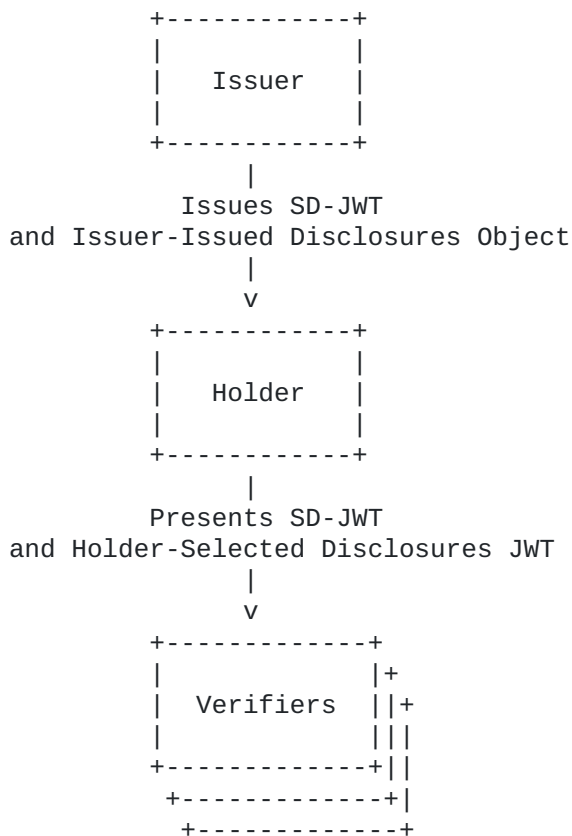 Issuer
Issues SD-JWT
and Issuer-Issued Disclosures Object
Holder
Presents SD-JWT
and Holder-Selected Disclosures JWT
Verifiers